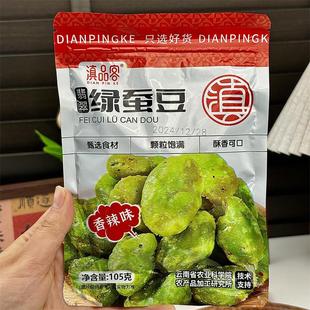 DIANPINGKE 只选好货 DIANPINGK
滇品客
DIAN PIN KE
翡翠
绿蚕豆
滇
FEI CUI LÜ CAN DOU
2024/12/28
甄选食材 颗粒饱满 酥香可口
香辣味
净含量:105克
云南省农业科学院
农产品加工研究所
技术
支持